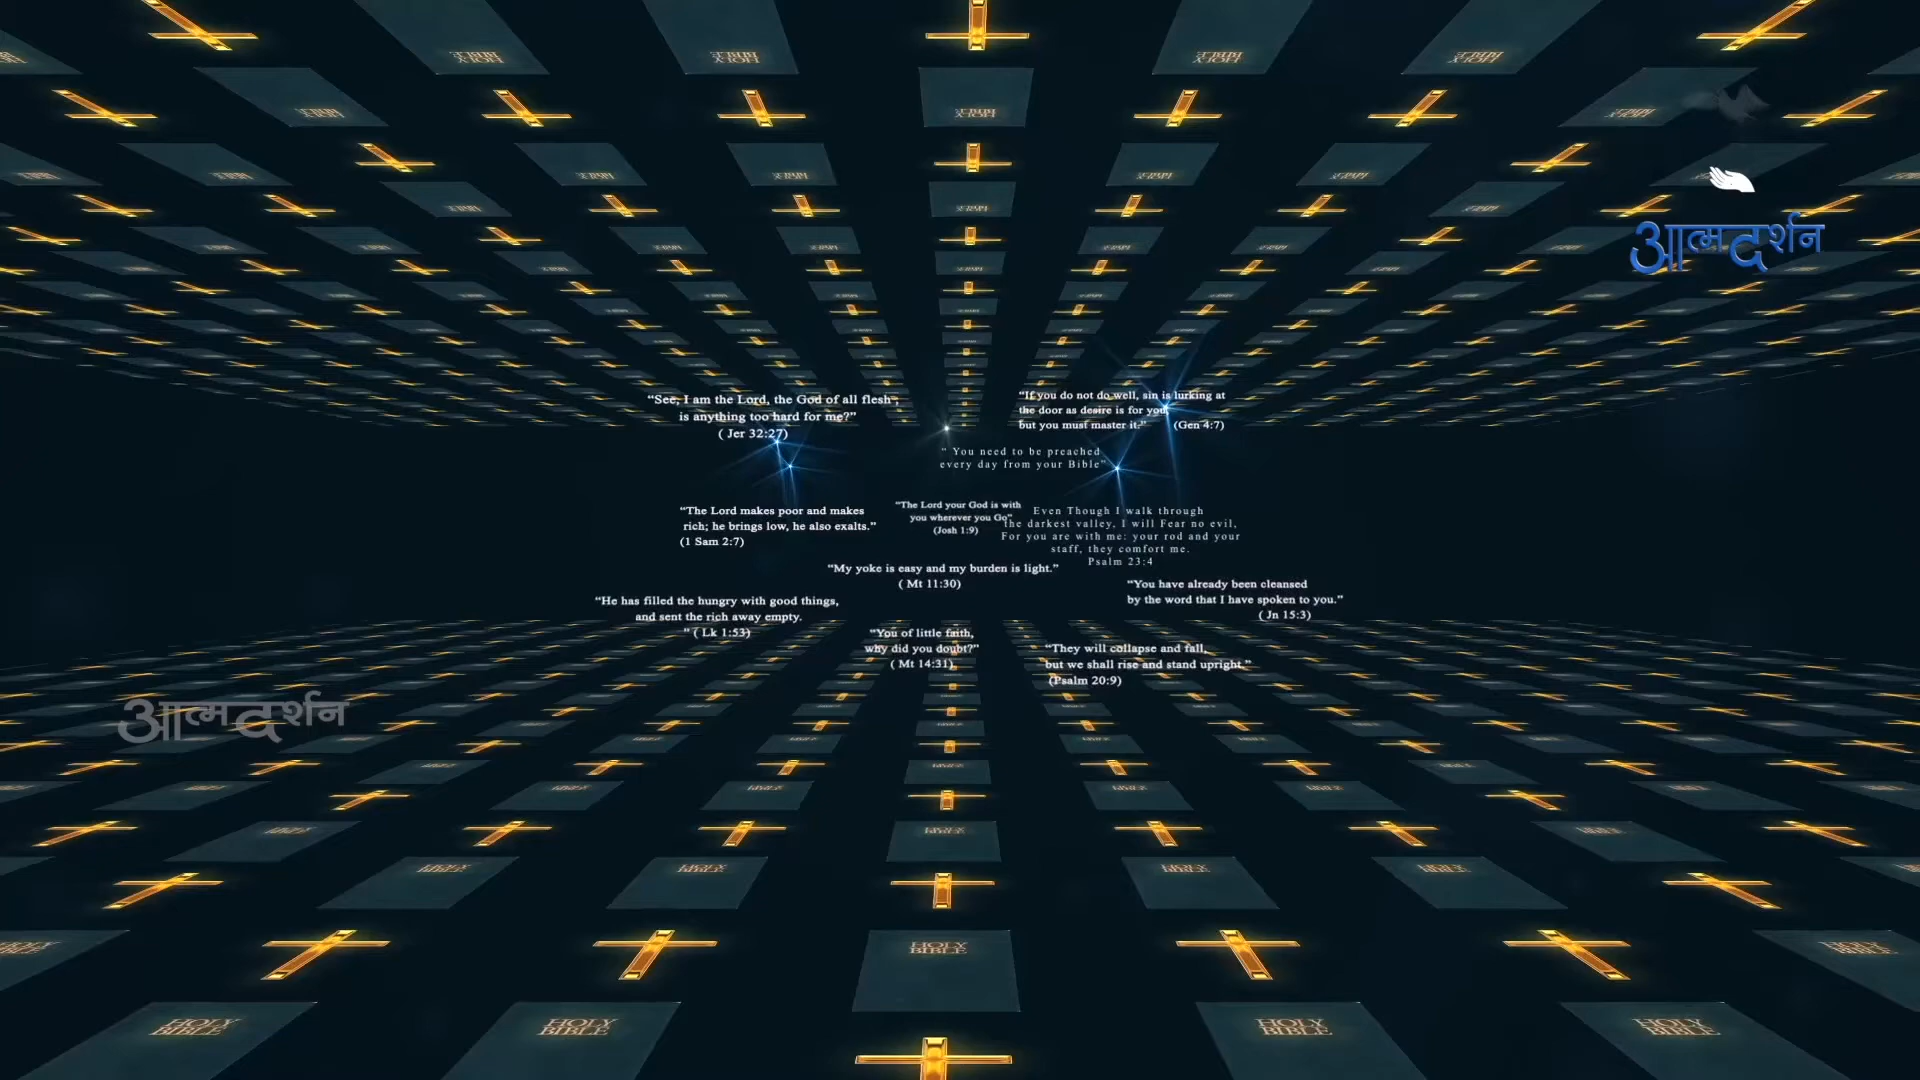 आत्मदर्शन
“See, I am the Lord, the God of all flesh,
is anything too hard for me?”
( Jer 32:27)
“If you do not do well, sin is lurking at
the door as desire is for you,
but you must master it.” (Gen 4:7)
“ You need to be preached
every day from your Bible”
“The Lord makes poor and makes
rich; he brings low, he also exalts.”
(1 Sam 2:7)
“The Lord your God is with
you wherever you Go”
(Josh 1:9)
Even Though I walk through
the darkest valley, I will Fear no evil,
For you are with me: your rod and your
staff, they comfort me.
Psalm 23:4
“My yoke is easy and my burden is light.”
( Mt 11:30)
“You have already been cleansed
by the word that I have spoken to you.”
( Jn 15:3)
“He has filled the hungry with good things,
and sent the rich away empty.
” ( Lk 1:53)
“You of little faith,
why did you doubt?”
( Mt 14:31)
“They will collapse and fall,
but we shall rise and stand upright.”
(Psalm 20:9)
आत्मदर्शन
HOLY
BIBLE
HOLY
BIBLE
HOLY
BIBLE
HOLY
BIBLE
HOLY
BIBLE